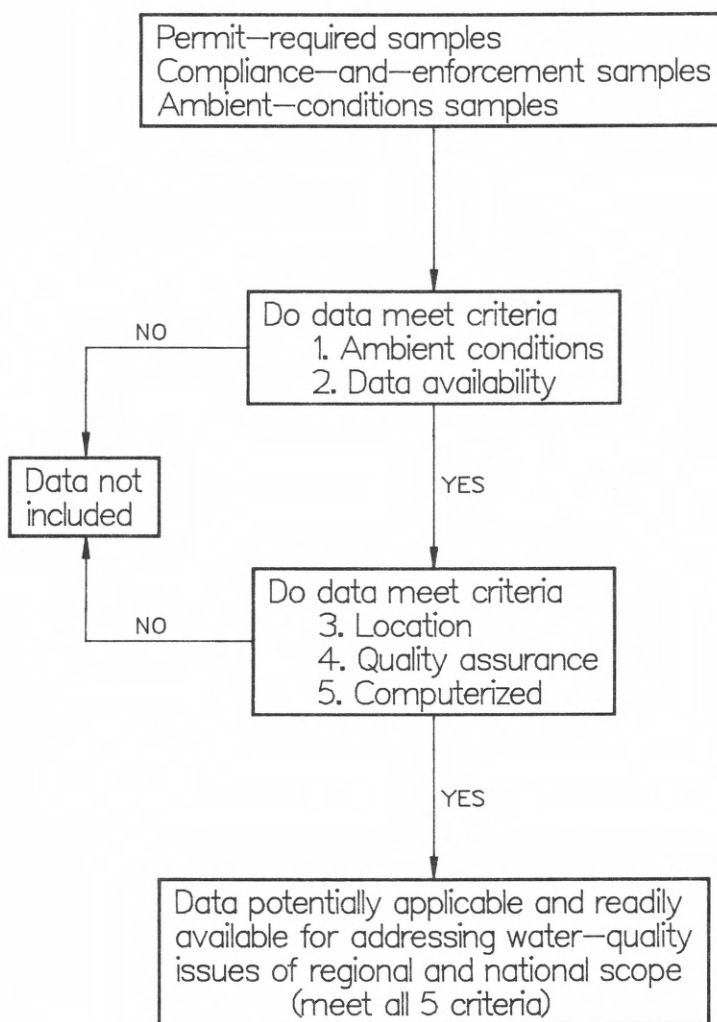 Permit-required samples
Compliance-and-enforcement samples
Ambient-conditions samples
Do data meet criteria
1. Ambient conditions
2. Data availability
NO
Data not
included
YES
Do data meet criteria
3. Location
4. Quality assurance
5. Computerized
NO
YES
Data potentially applicable and readily
available for addressing water-quality
issues of regional and national scope
(meet all 5 criteria)